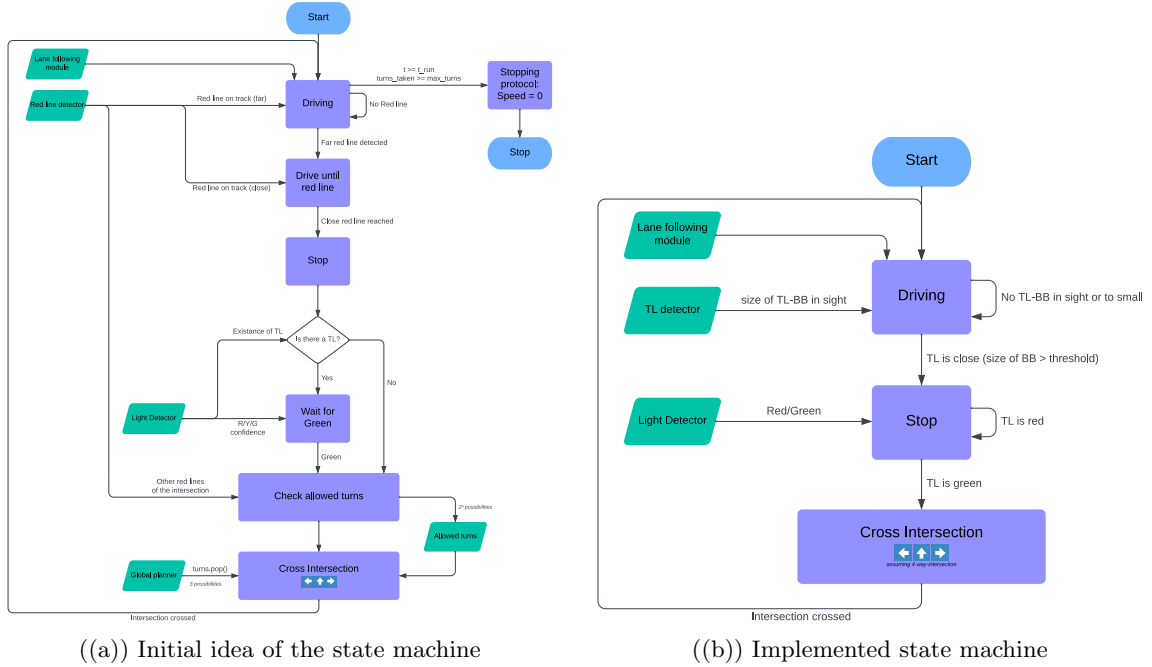 Start
Lane following
module
t >= t_run
turns_taken >= max_turns
Stopping
protocol:
Speed = 0
Red line detector
Red line on track (far)
Driving
No Red line
Far red line detected
Stop
Drive until
red line
Red line on track (close)
Close red line reached
Stop
Existance of TL
Is there a TL?
Yes
No
Light Detector
R/Y/G
confidence
Wait for
Green
Green
Other red lines
of the intersection
Check allowed turns
2³ possibilities
Allowed turns
Global planner
turns.pop()
3 possibilities
Cross Intersection
Intersection crossed
((a)) Initial idea of the state machine
Start
Lane following
module
Driving
No TL-BB in sight or to small
TL detector
size of TL-BB in sight
TL is close (size of BB > threshold)
Light Detector
Red/Green
Stop
TL is red
TL is green
Cross Intersection
assuming 4-way-intersection
Intersection crossed
((b)) Implemented state machine